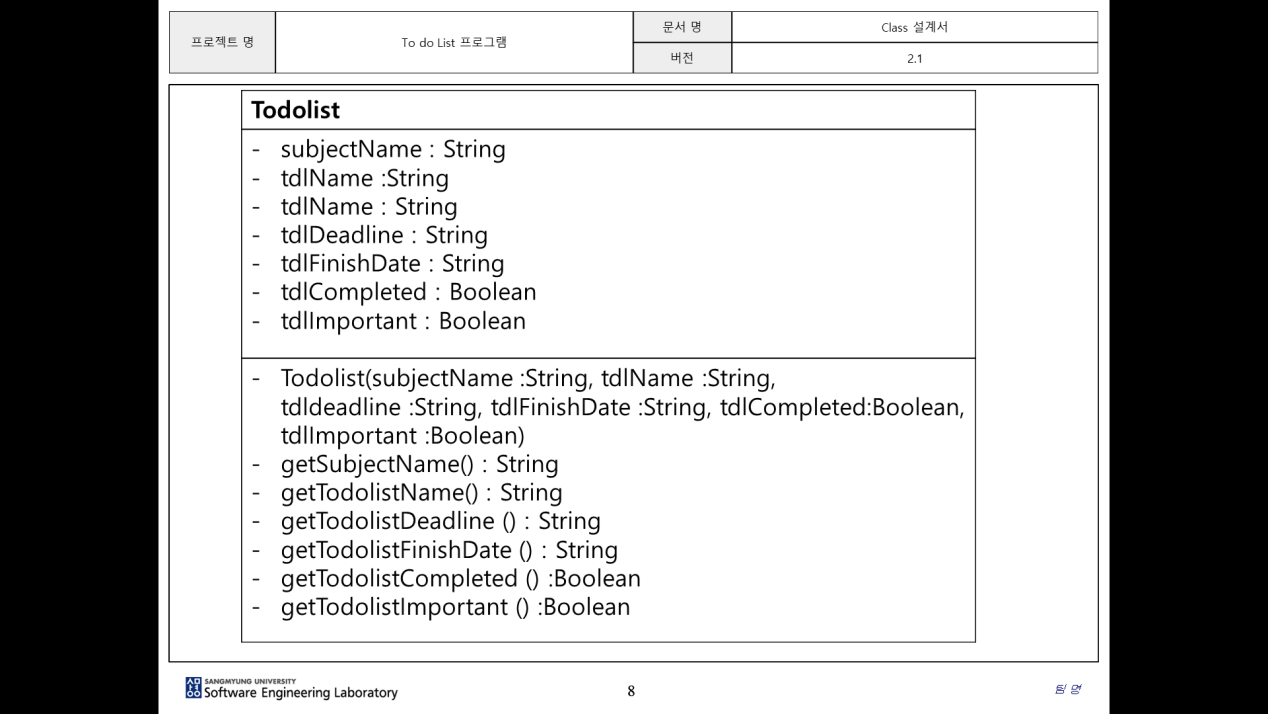 프로젝트 명
To do List 프로그램
문서 명
Class 설계서
버전
2.1
Todolist
- subjectName : String
- tdlName :String
- tdlName : String
- tdlDeadline : String
- tdlFinishDate : String
- tdlCompleted : Boolean
- tdlImportant : Boolean
- Todolist(subjectName :String, tdlName :String,
tdldeadline :String, tdlFinishDate :String, tdlCompleted:Boolean,
tdlImportant :Boolean)
- getSubjectName() : String
- getTodolistName() : String
- getTodolistDeadline () : String
- getTodolistFinishDate () : String
- getTodolistCompleted () :Boolean
- getTodolistImportant () :Boolean
SANGMYUNG UNIVERSITY
Software Engineering Laboratory
8
팀 명